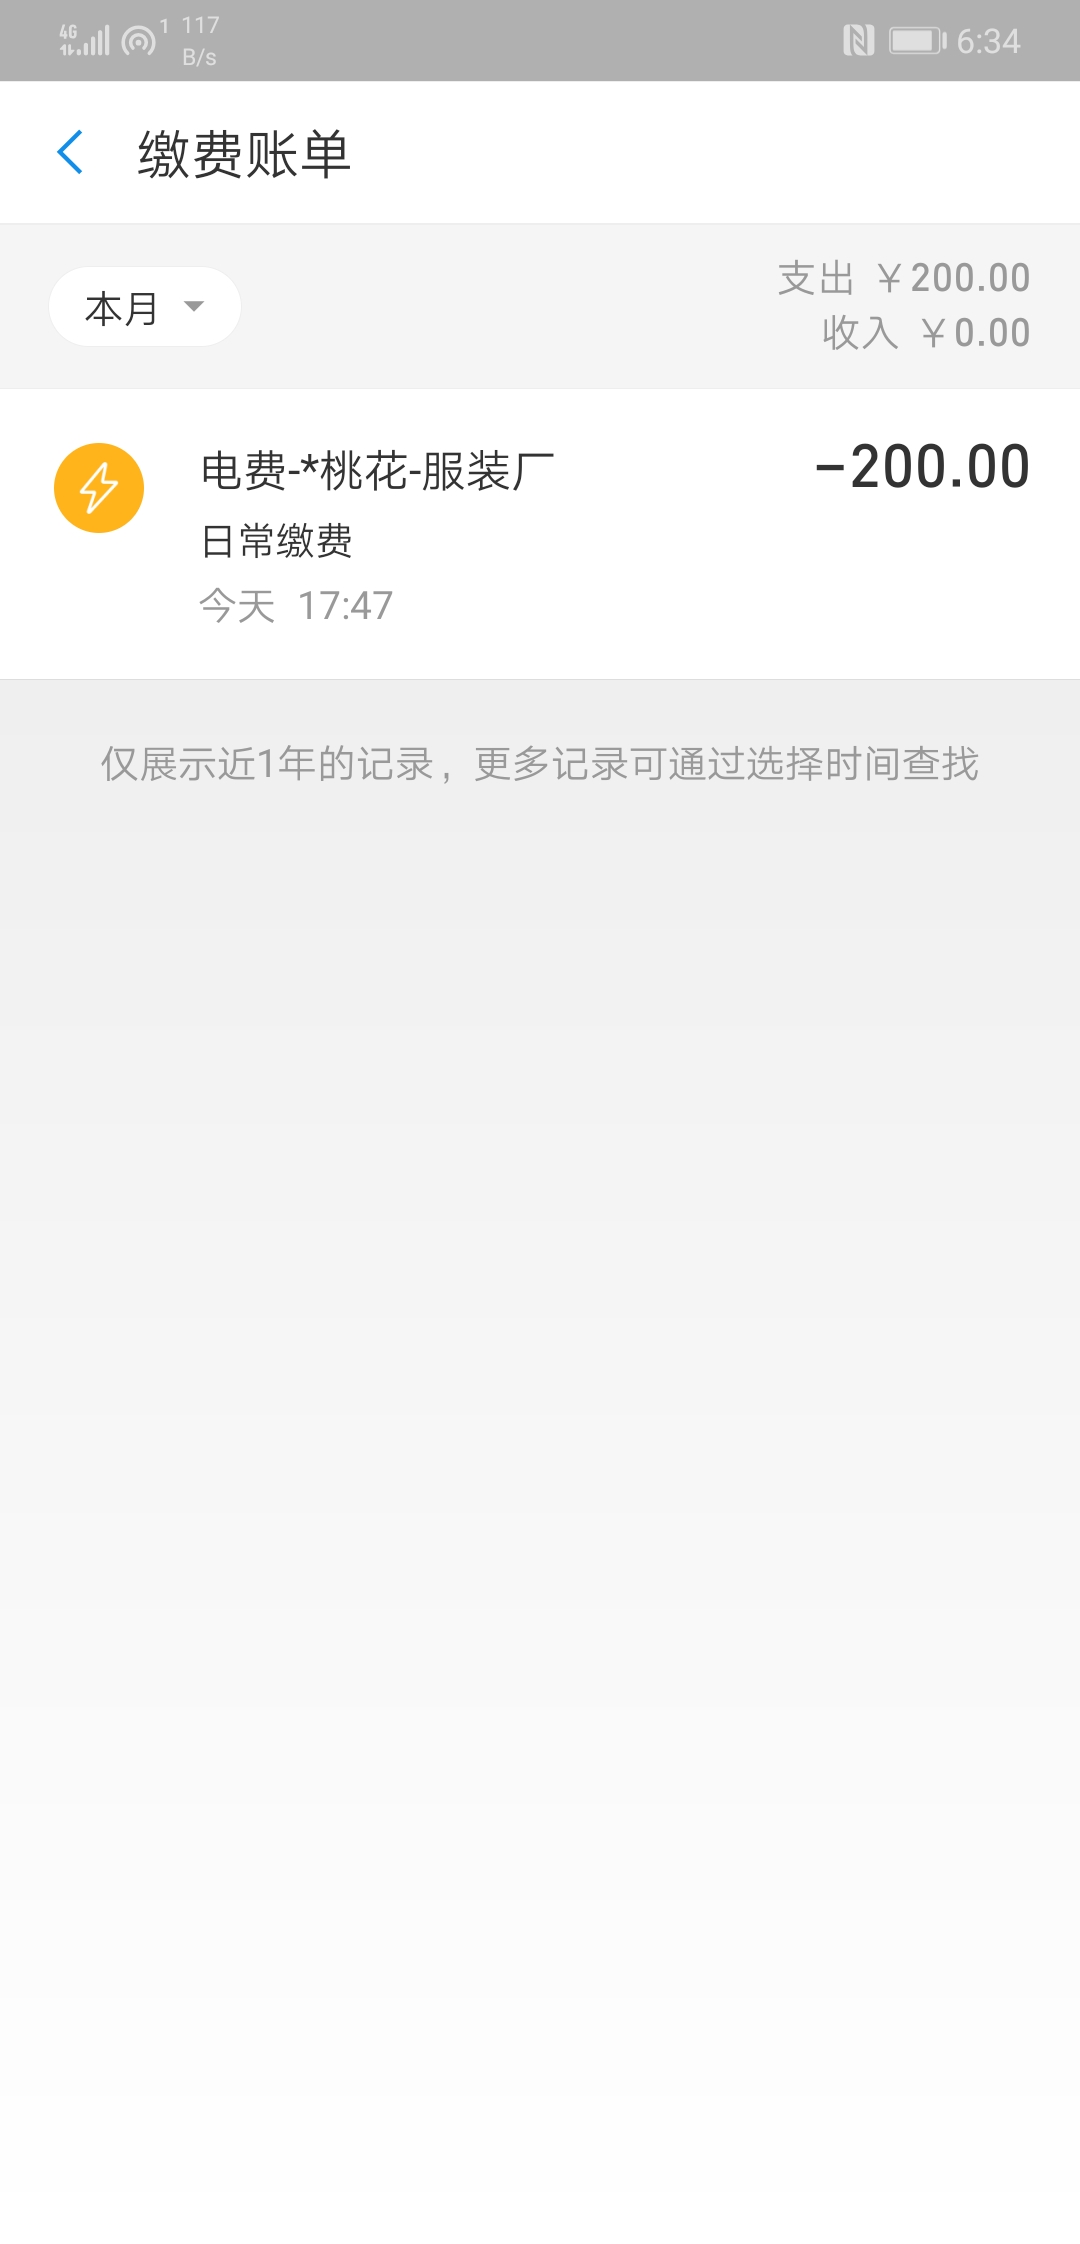 4G 1 117
B/s
6:34
缴费账单
本月
支出 ￥200.00
收入 ￥0.00
电费-*桃花-服装厂
-200.00
日常缴费
今天 17:47
仅展示近1年的记录，更多记录可通过选择时间查找